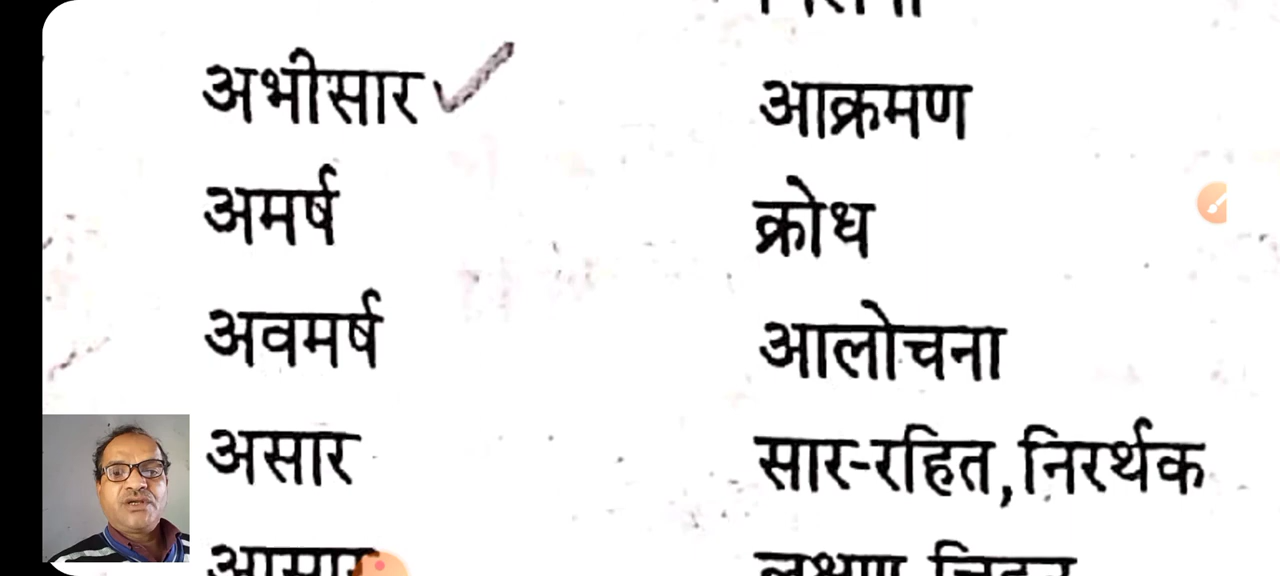 अभीसार आक्रमण
अमर्ष क्रोध
अवमर्ष आलोचना
असार सार-रहित, निरर्थक